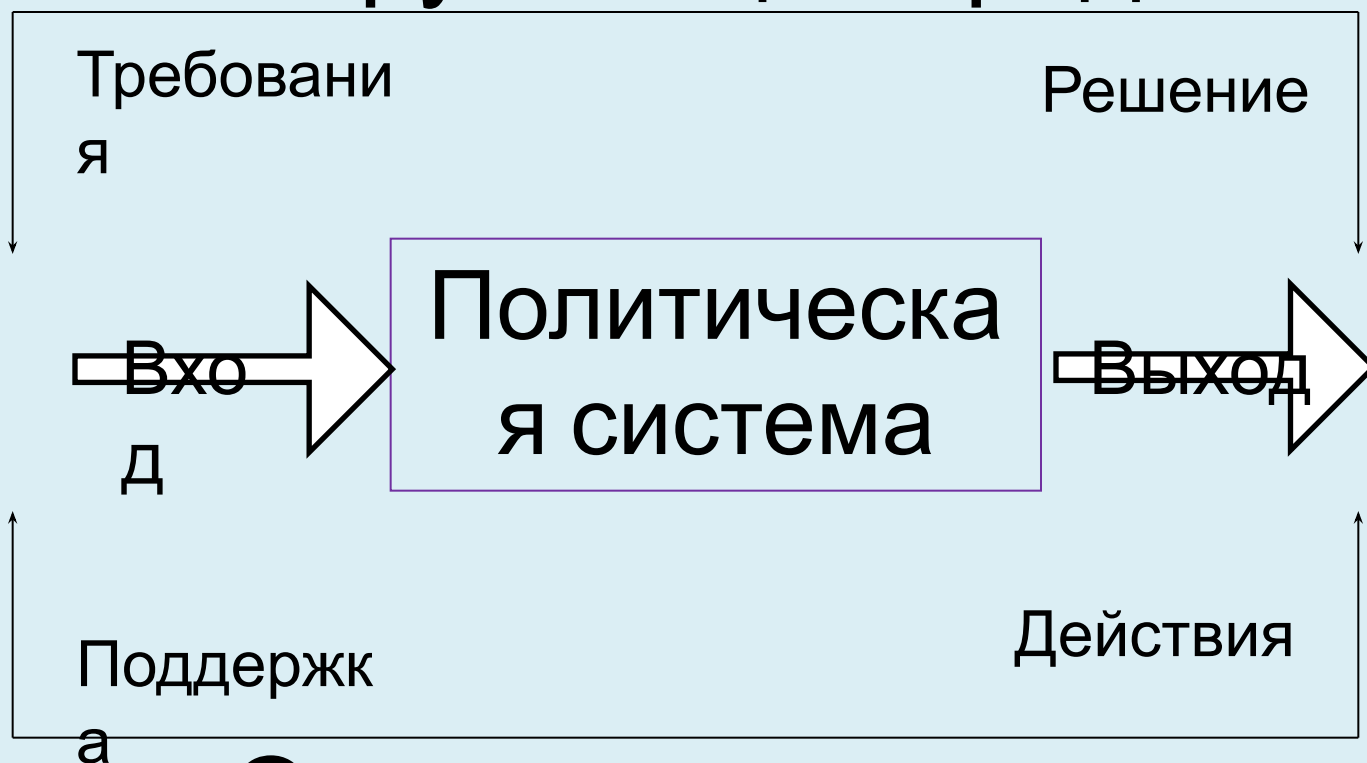 Требовани
я
Решение
Политическа
я система
Вхо
д
Выход
Действия
Поддержк
а